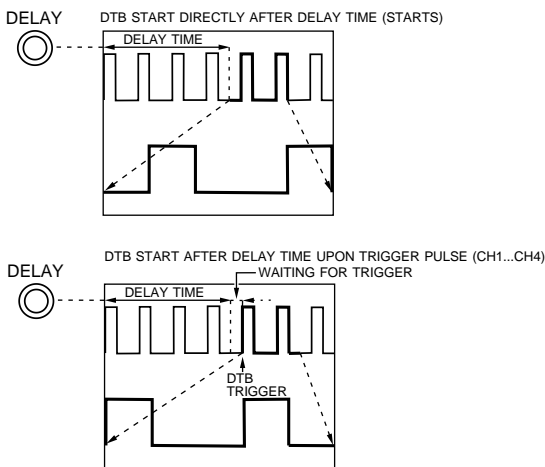 DELAY
DTB START DIRECTLY AFTER DELAY TIME (STARTS)
DELAY TIME
DTB START AFTER DELAY TIME UPON TRIGGER PULSE (CH1...CH4)
DELAY
WAITING FOR TRIGGER
DELAY TIME
DTB
TRIGGER